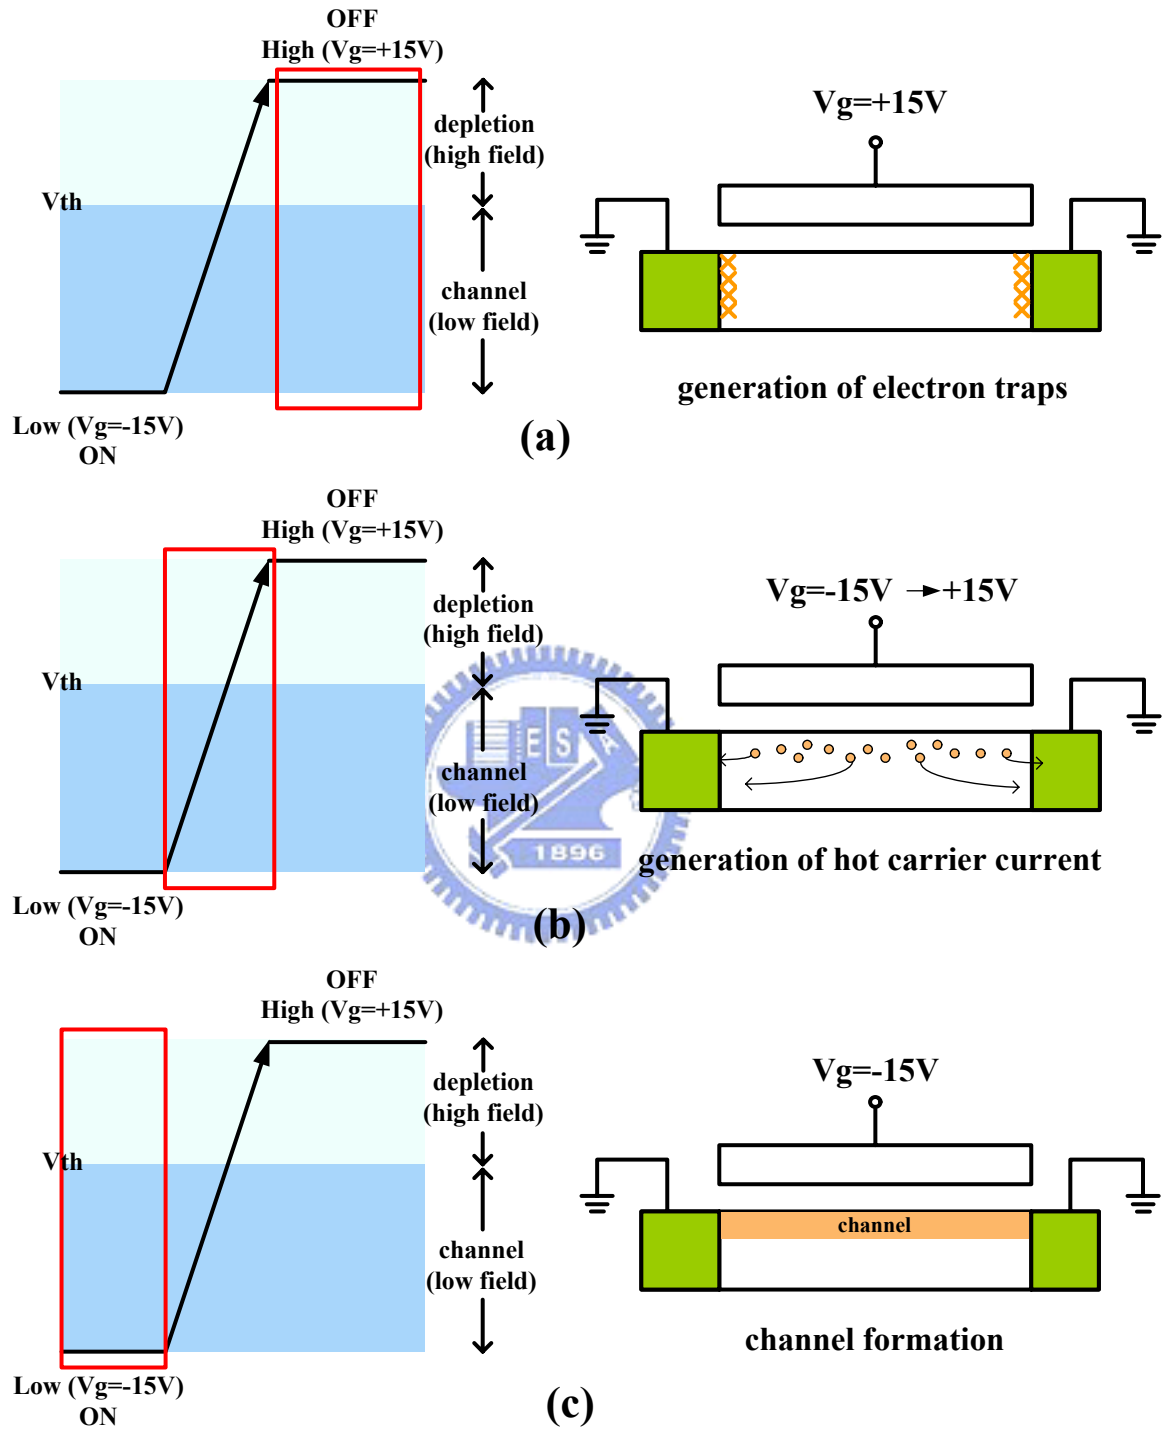 OFF
High (Vg=+15V)
Vth
depletion
(high field)
channel
(low field)
Low (Vg=-15V)
ON
Vg=+15V
generation of electron traps
(a)
OFF
High (Vg=+15V)
Vth
depletion
(high field)
channel
(low field)
Low (Vg=-15V)
ON
Vg=-15V → +15V
generation of hot carrier current
ES
A
1896
(b)
OFF
High (Vg=+15V)
Vth
depletion
(high field)
channel
(low field)
Low (Vg=-15V)
ON
Vg=-15V
channel
channel formation
(c)